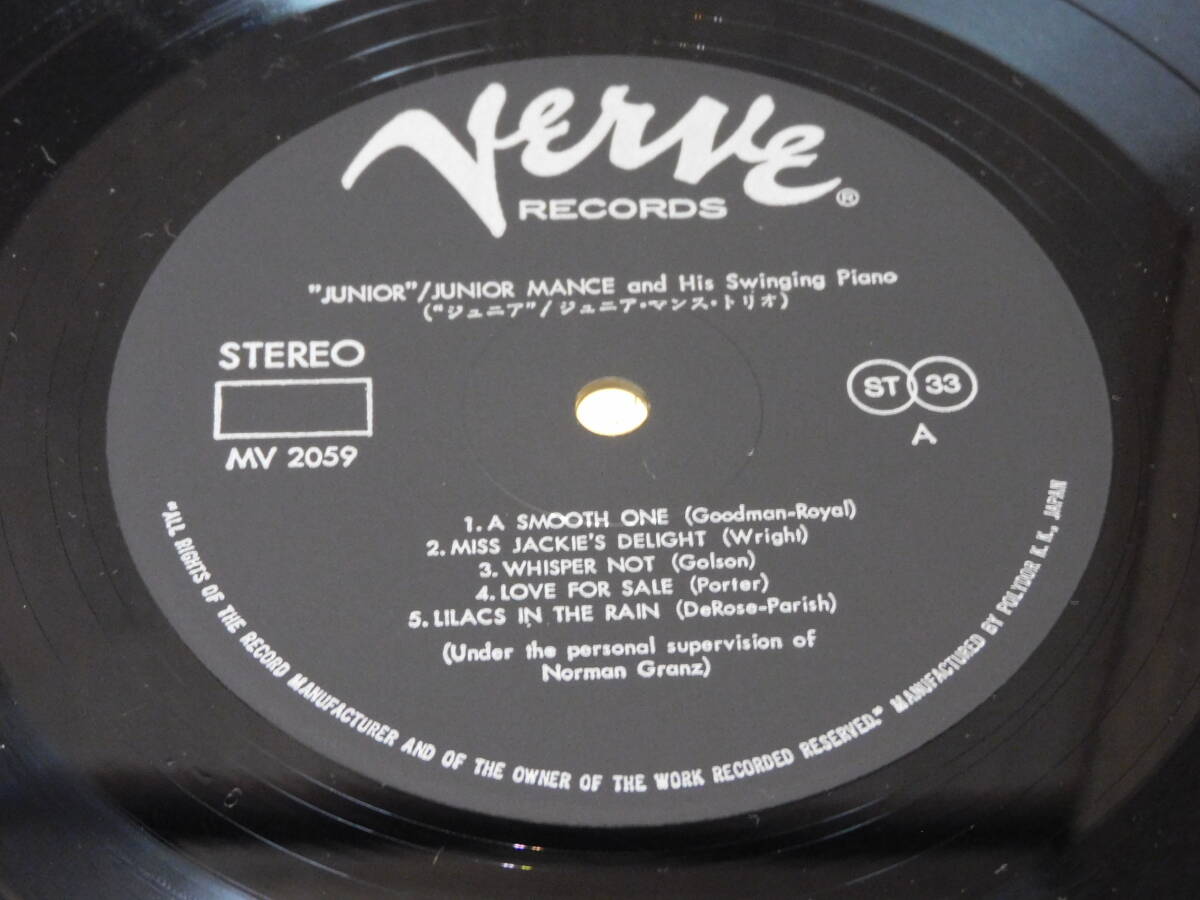 Verve
RECORDS ®
"JUNIOR"/JUNIOR MANCE and His Swinging Piano
(“ジュニア”/ジュニア・マンス・トリオ)
STEREO
MV 2059
ST 33
A
1. A SMOOTH ONE (Goodman-Royal)
2. MISS JACKIE'S DELIGHT (Wright)
3. WHISPER NOT (Golson)
4. LOVE FOR SALE (Porter)
5. LILACS IN THE RAIN (DeRose-Parish)
(Under the personal supervision of
Norman Granz)
"ALL RIGHTS OF THE RECORD MANUFACTURER AND OF THE OWNER OF THE WORK RECORDED RESERVED." MANUFACTURED BY POLYDOR K. K., JAPAN